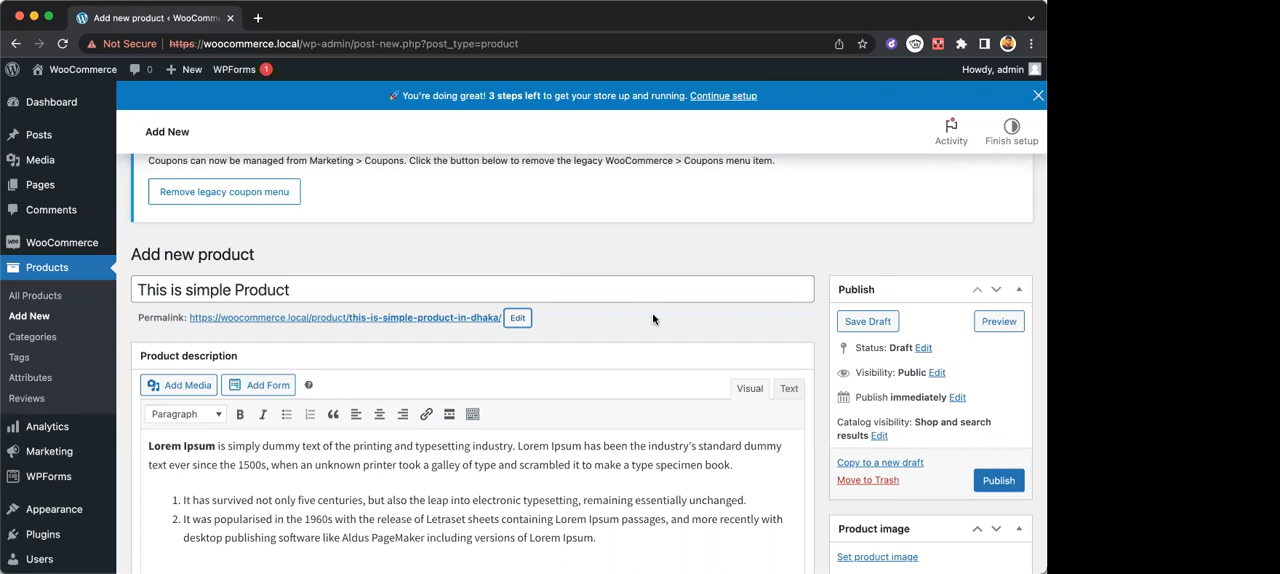 Add new product ‹ WooComm
Not Secure | https://woocommerce.local/wp-admin/post-new.php?post_type=product
WooCommerce 0 New WPForms 1 Howdy, admin
Dashboard
Posts
Media
Pages
Comments
WooCommerce
Products
All Products
Add New
Categories
Tags
Attributes
Reviews
Analytics
Marketing
WPForms
Appearance
Plugins
Users
🚀 You're doing great! 3 steps left to get your store up and running. Continue setup
Add New
Activity
Finish setup
Coupons can now be managed from Marketing > Coupons. Click the button below to remove the legacy WooCommerce > Coupons menu item.
Remove legacy coupon menu
Add new product
This is simple Product
Permalink: https://woocommerce.local/product/this-is-simple-product-in-dhaka/ Edit
Product description
Add Media Add Form
Visual Text
Paragraph
Lorem Ipsum is simply dummy text of the printing and typesetting industry. Lorem Ipsum has been the industry's standard dummy
text ever since the 1500s, when an unknown printer took a galley of type and scrambled it to make a type specimen book.
1. It has survived not only five centuries, but also the leap into electronic typesetting, remaining essentially unchanged.
2. It was popularised in the 1960s with the release of Letraset sheets containing Lorem Ipsum passages, and more recently with
desktop publishing software like Aldus PageMaker including versions of Lorem Ipsum.
Publish
Save Draft Preview
Status: Draft Edit
Visibility: Public Edit
Publish immediately Edit
Catalog visibility: Shop and search
results Edit
Copy to a new draft
Move to Trash
Publish
Product image
Set product image